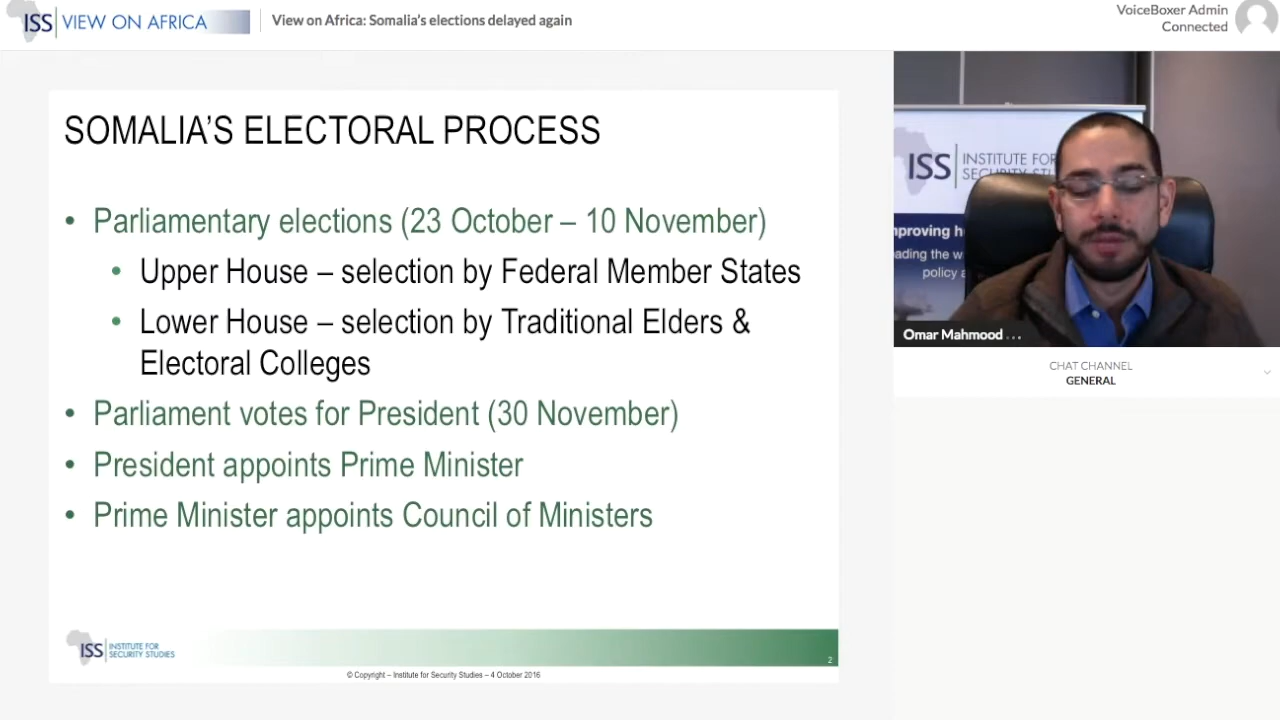 ISS VIEW ON AFRICA
View on Africa: Somalia's elections delayed again
VoiceBoxer Admin
Connected
SOMALIA'S ELECTORAL PROCESS
• Parliamentary elections (23 October – 10 November)
• Upper House – selection by Federal Member States
• Lower House – selection by Traditional Elders &
Electoral Colleges
• Parliament votes for President (30 November)
• President appoints Prime Minister
• Prime Minister appoints Council of Ministers
ISS INSTITUTE FOR
SECURITY STUDIES
2
© Copyright – Institute for Security Studies – 4 October 2016
ISS INSTITUTE FOR
SECURITY
policy
Omar Mahmood ...
CHAT CHANNEL
GENERAL